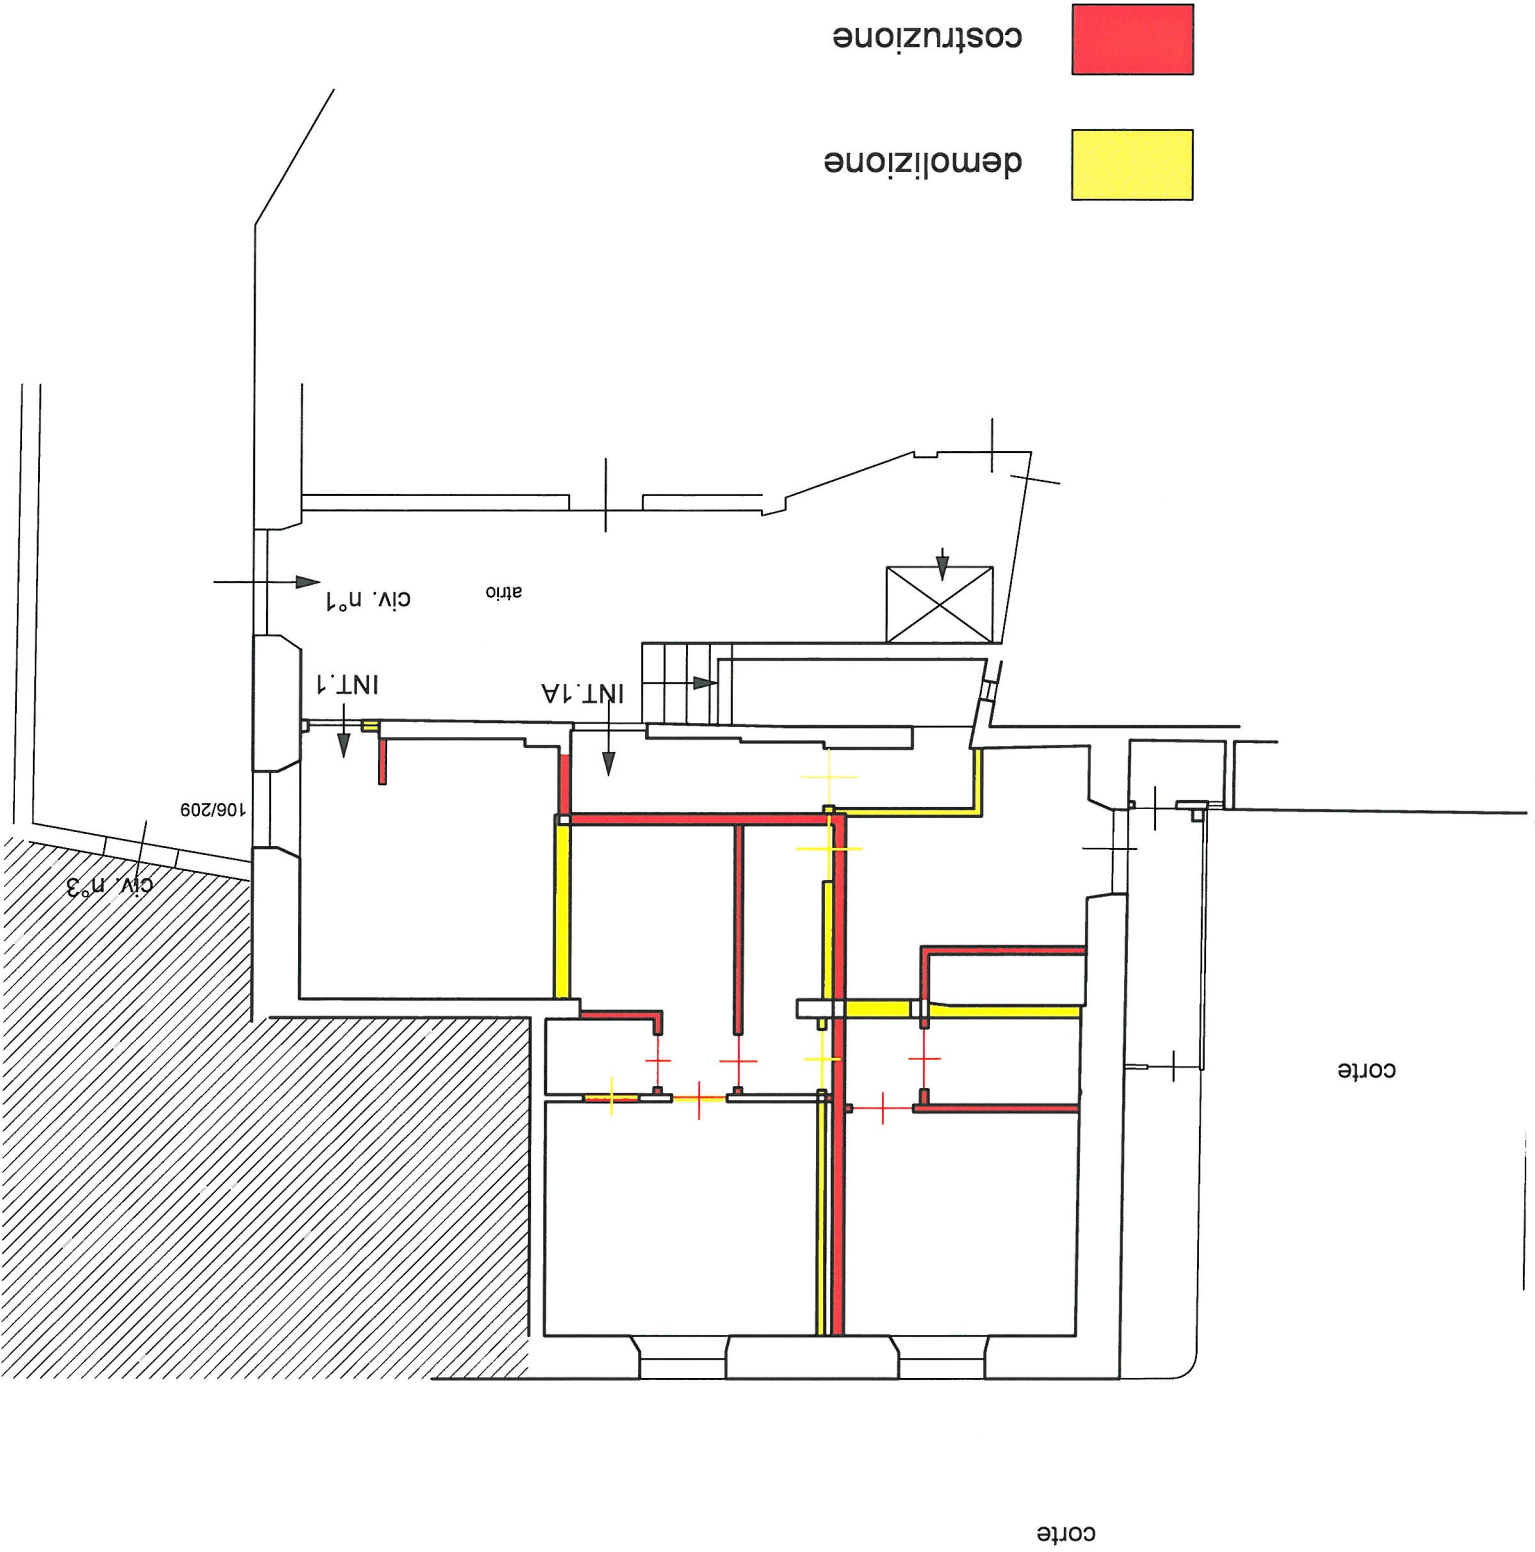 corte
corte
civ. n°3
106/209
INT.1A
INT.1
atrio
civ. n°1
demolizione
costruzione